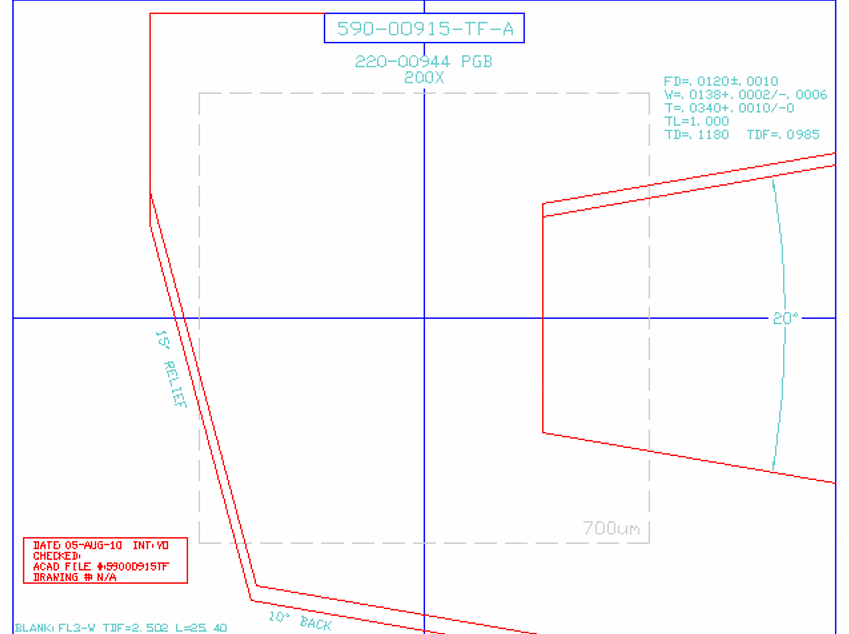 590-00915-TF-A
220-00944 PGB
200X
FD=.0120±.0010
W=.0138+.0002/-.0006
T=.0340+.0010/-0
TL=1.000
TD=.1180 TDF=.0985
20°
15° RELIEF
700um
DATE: 05-AUG-10 INT: VO
CHECKED:
ACAD FILE #:59000915TF
DRAWING #: N/A
10° BACK
BLANK: FL3-W TDF=2.502 L=25.40